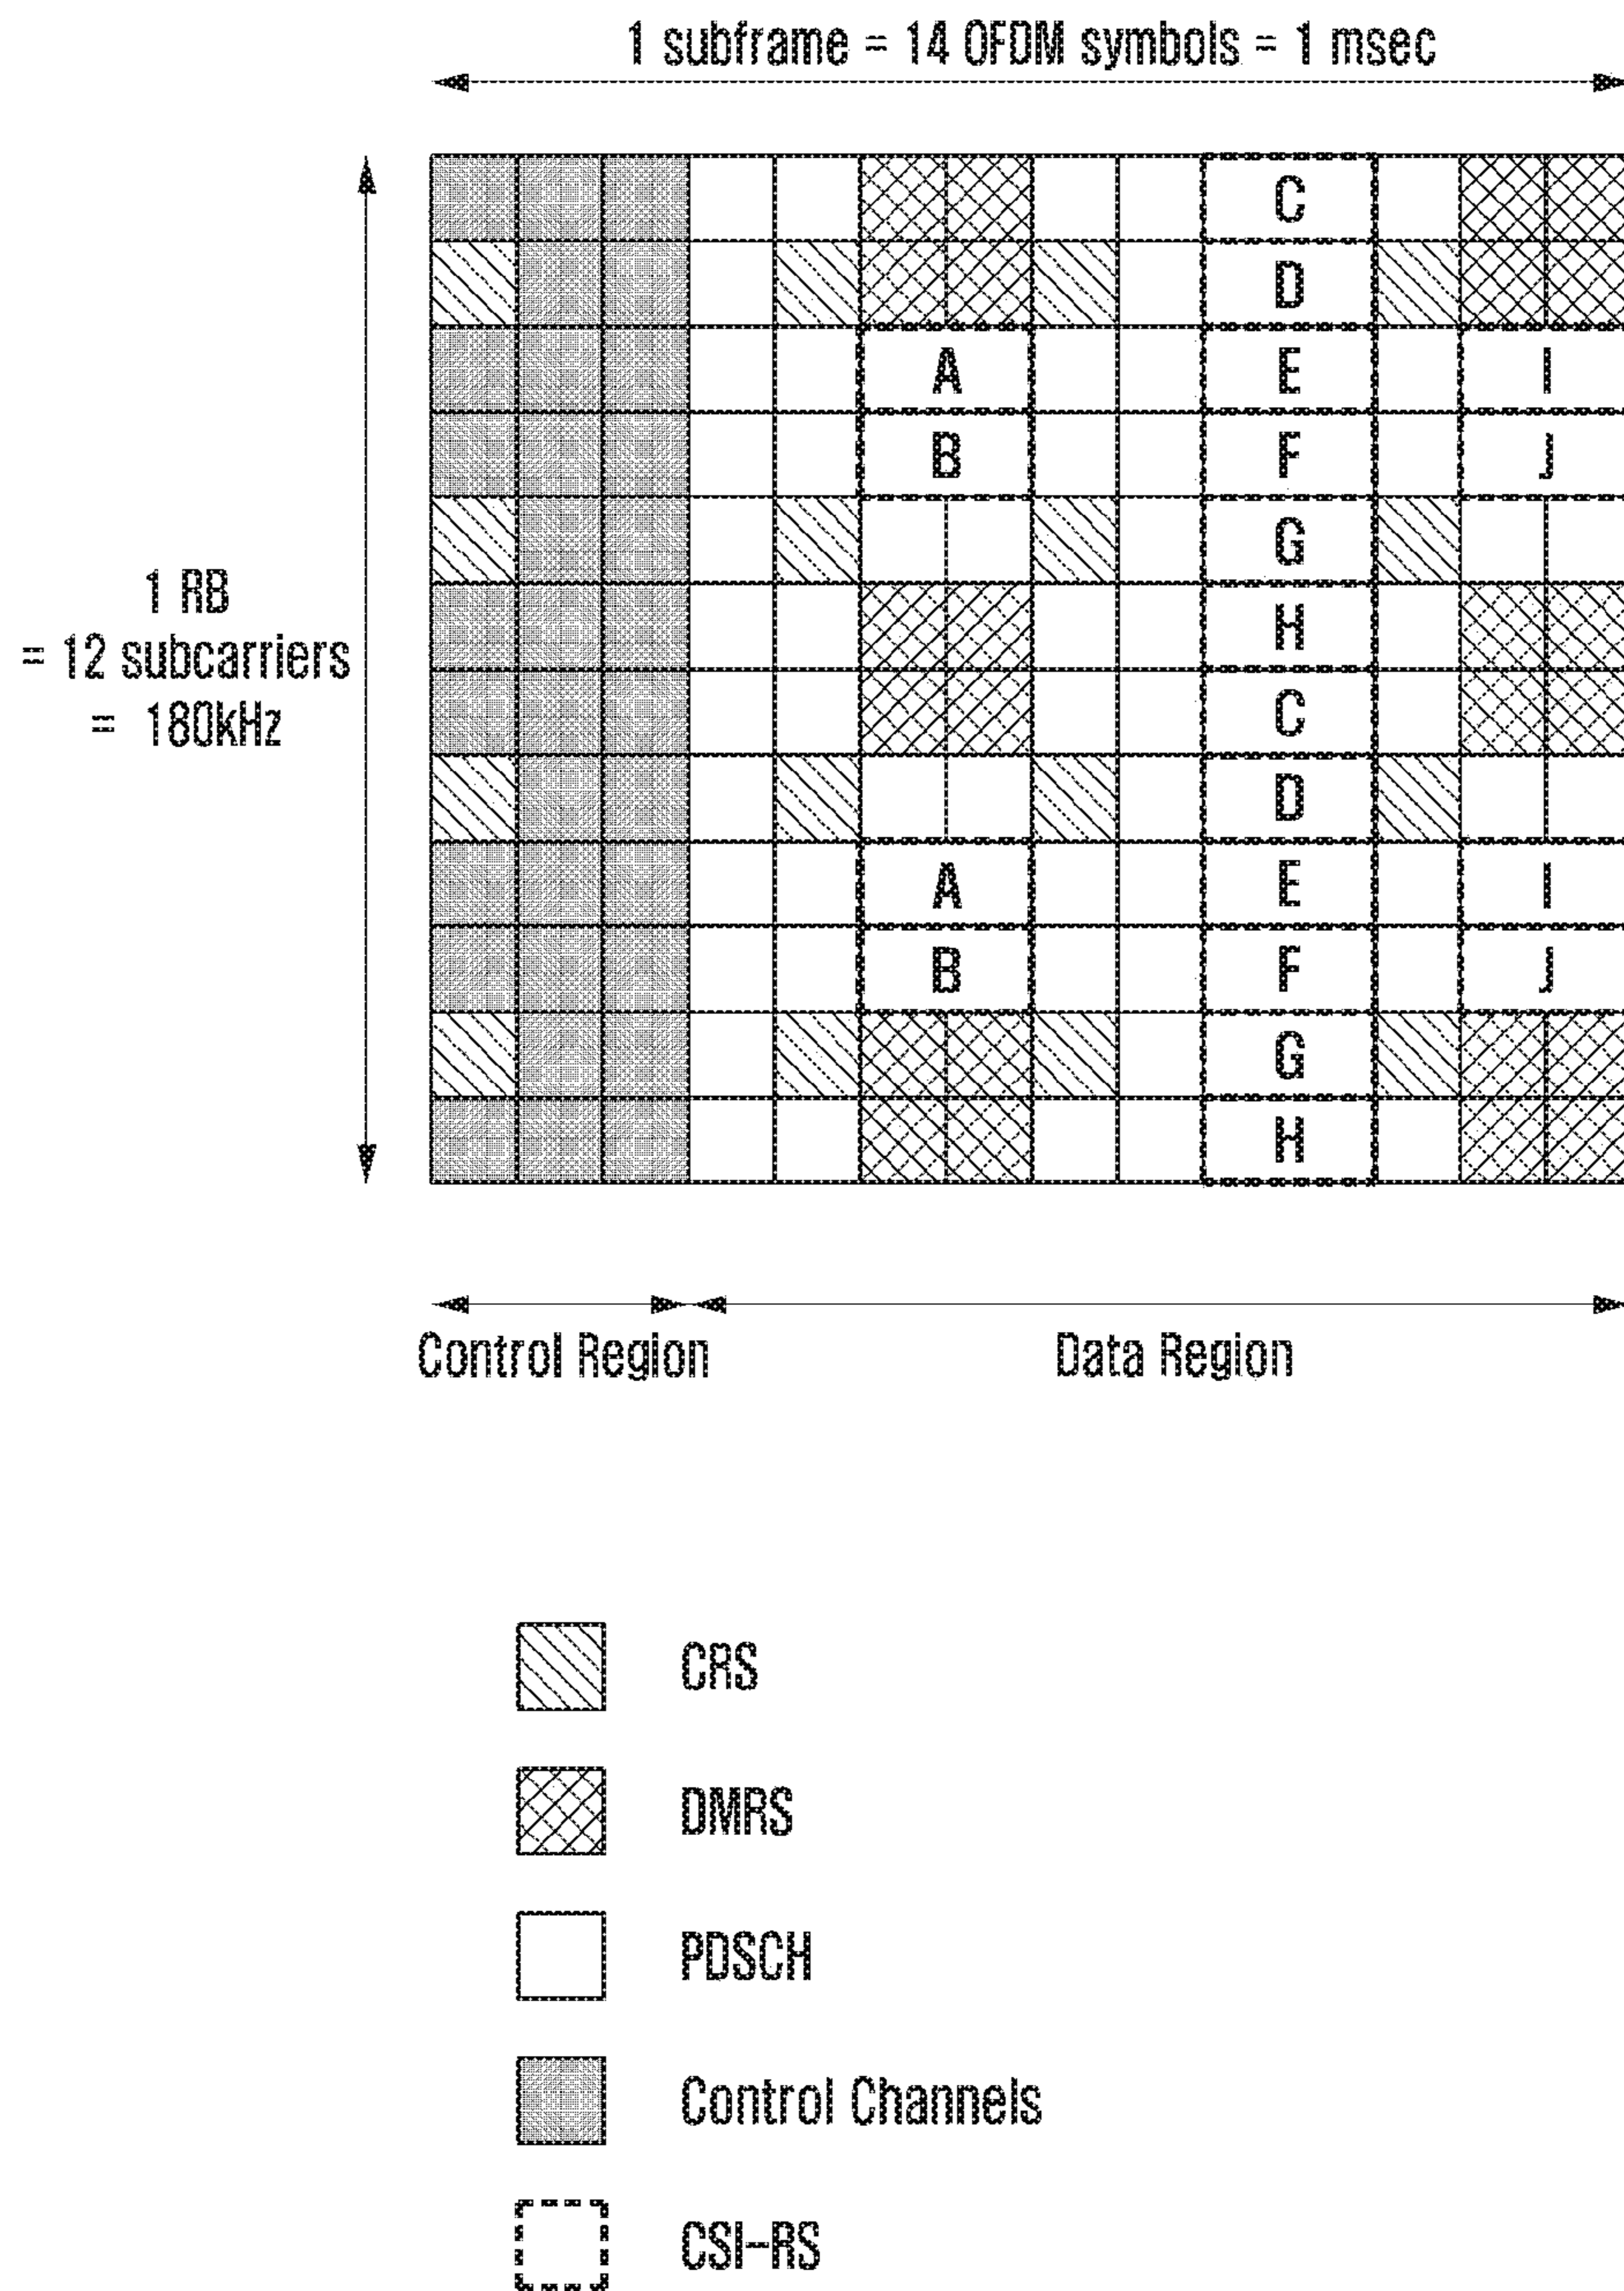 1 subframe = 14 OFDM symbols = 1 msec
C
D
A E I
B F J
G
1 RB
= 12 subcarriers
= 180kHz
H
C
D
A E I
B F J
G
H
Control Region Data Region
CRS
DMRS
PDSCH
Control Channels
CSI-RS